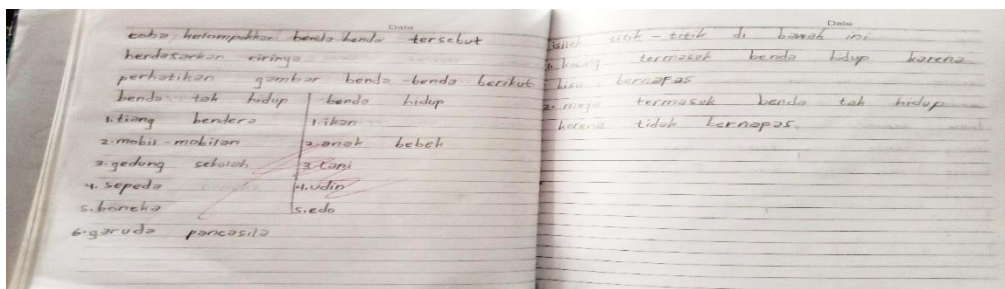 Date
coba kelompokkan benda benda tersebut
berdasarkan cirinya
perhatikan gambar benda-benda berikut
benda tak hidup benda hidup
1. tiang bendera 1. ikan
2. mobil-mobilan 2. anak bebek
3. gedung sekolah 3. tani
4. sepeda 4. udin
5. boneka 5. edo
6. garuda pancasila
Date
isilah titik-titik di bawah ini
1. kucing termasuk benda hidup karena
bisa bernapas
2. meja termasuk benda tak hidup
karena tidak bernapas